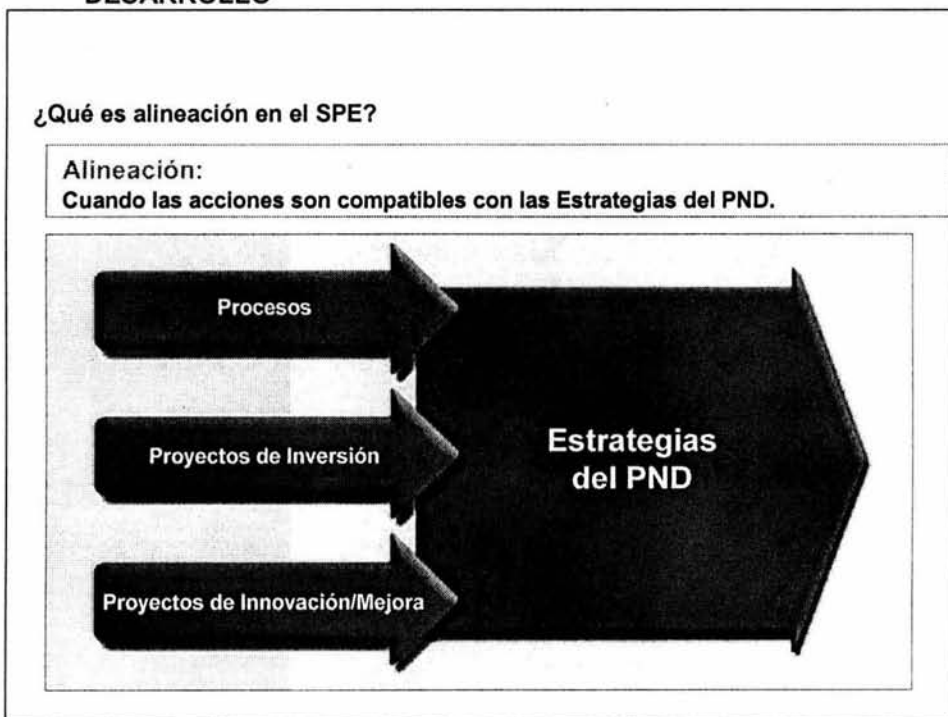 DESARROLLO
¿Qué es alineación en el SPE?
Alineación:
Cuando las acciones son compatibles con las Estrategias del PND.
Procesos
Proyectos de Inversión
Proyectos de Innovación/Mejora
Estrategias
del PND